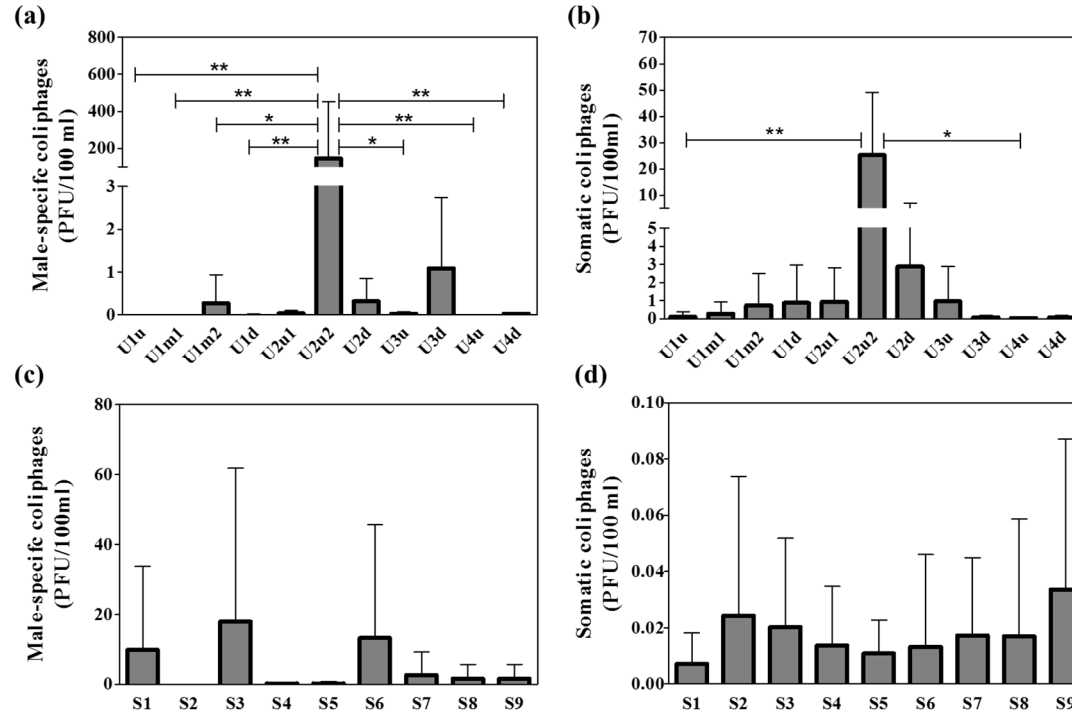 (a)
Male-specifc coliphages
(PFU/100 ml)
800
600
400
200
3
2
1
0
**
**
**
*
**
**
*
U1u
U1m1
U1m2
U1d
U2u1
U2u2
U2d
U3u
U3d
U4u
U4d
(b)
Somatic coliphages
(PFU/100ml)
70
60
50
40
30
20
10
5
4
3
2
1
0
**
*
U1u
U1m1
U1m2
U1d
U2u1
U2u2
U2d
U3u
U3d
U4u
U4d
(c)
Male-specifc coliphages
(PFU/100ml)
80
60
40
20
0
S1
S2
S3
S4
S5
S6
S7
S8
S9
(d)
Somatic coliphages
(PFU/100 ml)
0.10
0.08
0.06
0.04
0.02
0.00
S1
S2
S3
S4
S5
S6
S7
S8
S9